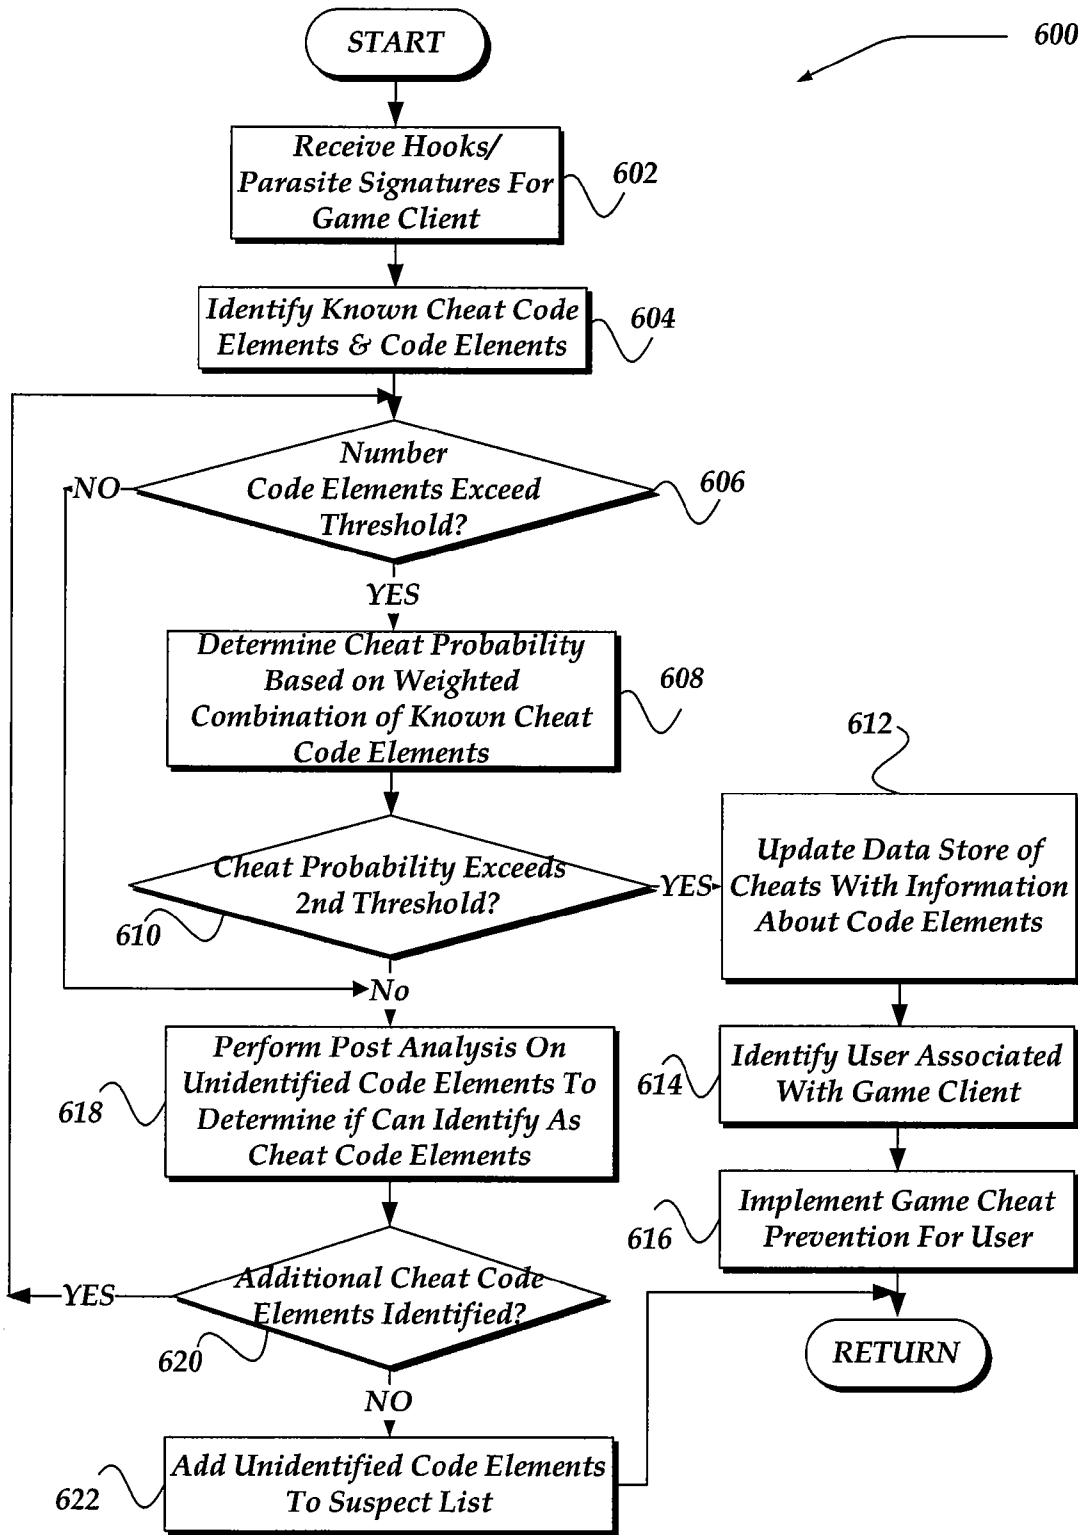 START
600
Receive Hooks/
Parasite Signatures For
Game Client
602
Identify Known Cheat Code
Elements & Code Elenents
604
Number
Code Elements Exceed
Threshold?
606
NO
YES
Determine Cheat Probability
Based on Weighted
Combination of Known Cheat
Code Elements
608
Cheat Probability Exceeds
2nd Threshold?
610
YES
No
612
Update Data Store of
Cheats With Information
About Code Elements
Identify User Associated
With Game Client
614
Implement Game Cheat
Prevention For User
616
RETURN
Perform Post Analysis On
Unidentified Code Elements To
Determine if Can Identify As
Cheat Code Elements
618
Additional Cheat Code
Elements Identified?
620
YES
NO
Add Unidentified Code Elements
To Suspect List
622